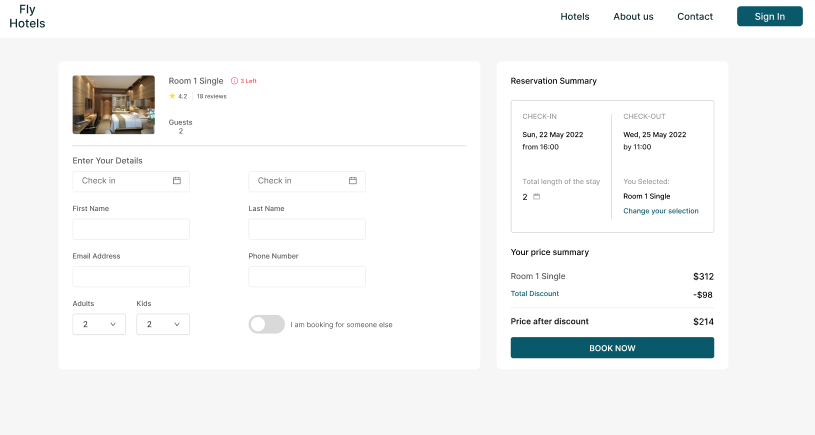 Fly
Hotels
Hotels
About us
Contact
Sign In
Room 1 Single
3 Left
4.2
18 reviews
Guests
2
Enter Your Details
Check in
Check in
First Name
Last Name
Email Address
Phone Number
Adults
Kids
2
2
I am booking for someone else
Reservation Summary
CHECK-IN
Sun, 22 May 2022
from 16:00
CHECK-OUT
Wed, 25 May 2022
by 11:00
Total length of the stay
2
You Selected:
Room 1 Single
Change your selection
Your price summary
Room 1 Single
$312
Total Discount
-$98
Price after discount
$214
BOOK NOW